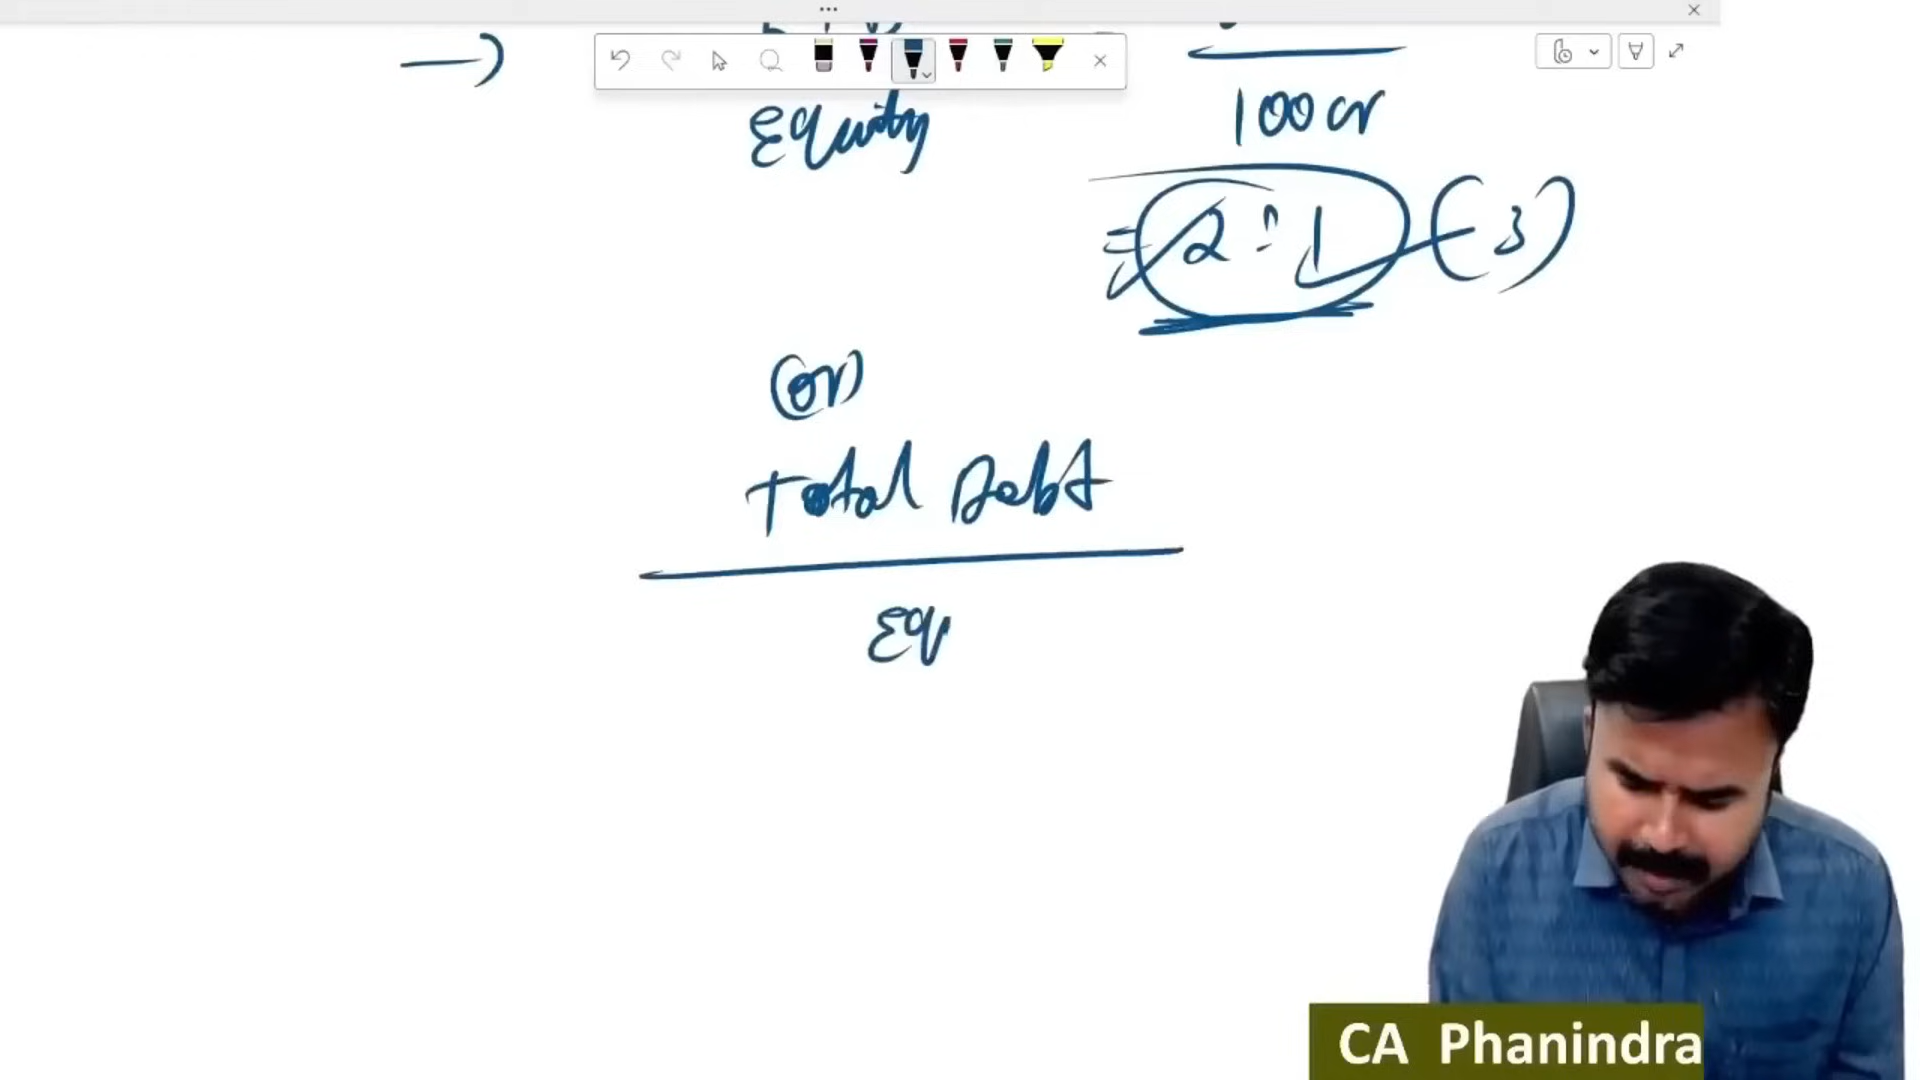 Equity
100 cr
= 2 : 1 (3)
(or)
Total Debt
Eq
CA Phanindra